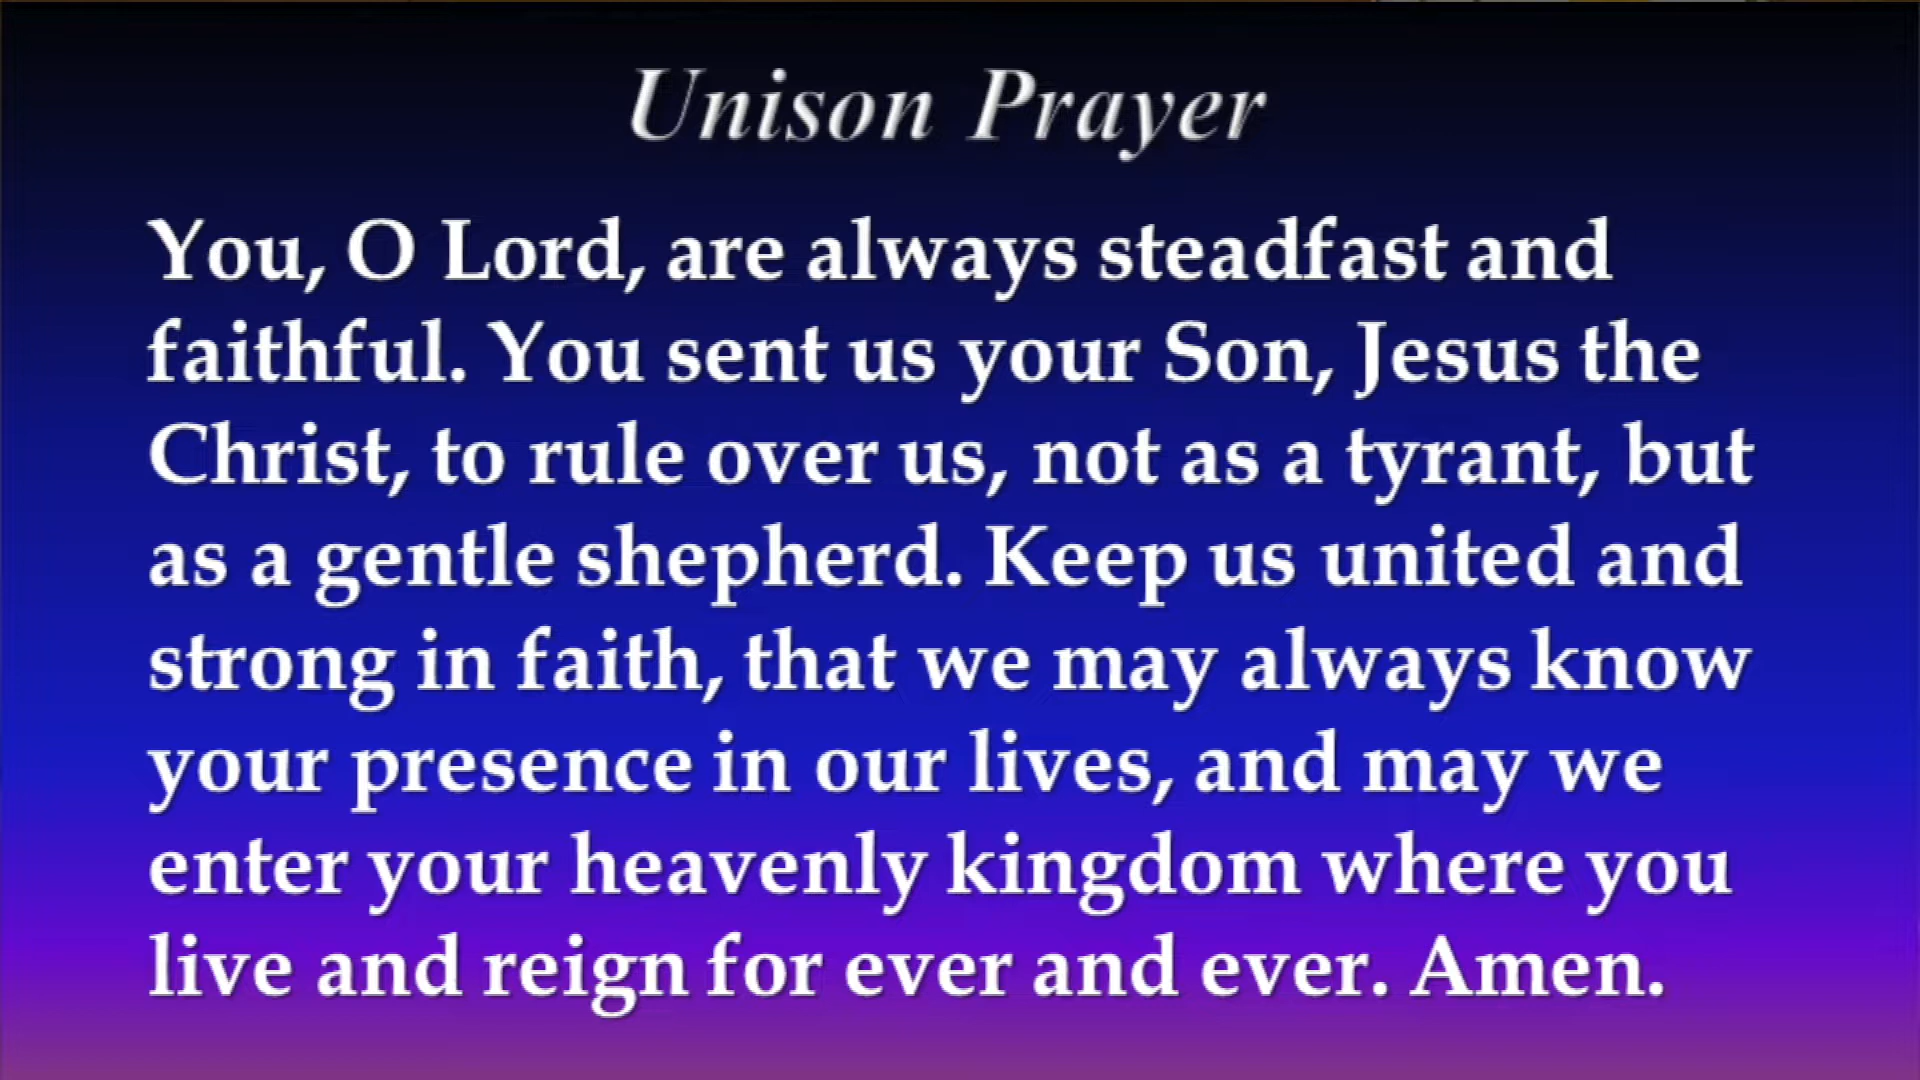 Unison Prayer
You, O Lord, are always steadfast and
faithful. You sent us your Son, Jesus the
Christ, to rule over us, not as a tyrant, but
as a gentle shepherd. Keep us united and
strong in faith, that we may always know
your presence in our lives, and may we
enter your heavenly kingdom where you
live and reign for ever and ever. Amen.